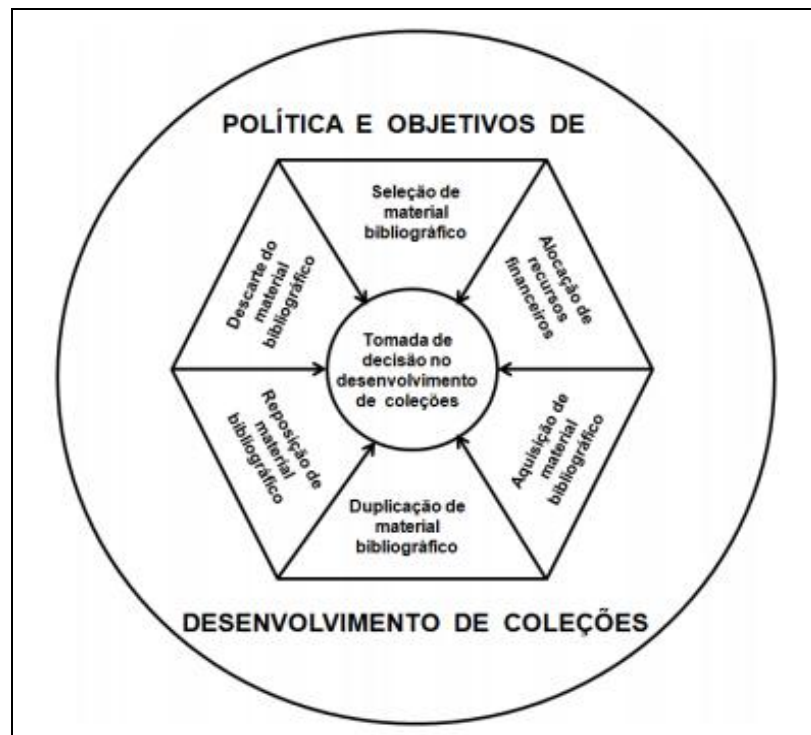 POLÍTICA E OBJETIVOS DE
Seleção de
material
bibliográfico
Alocação de
recursos
financeiros
Descarte do
material
bibliográfico
Tomada de
decisão no
desenvolvimento
de coleções
Reposição de
material
bibliográfico
Aquisição de
material
bibliográfico
Duplicação de
material
bibliográfico
DESENVOLVIMENTO DE COLEÇÕES